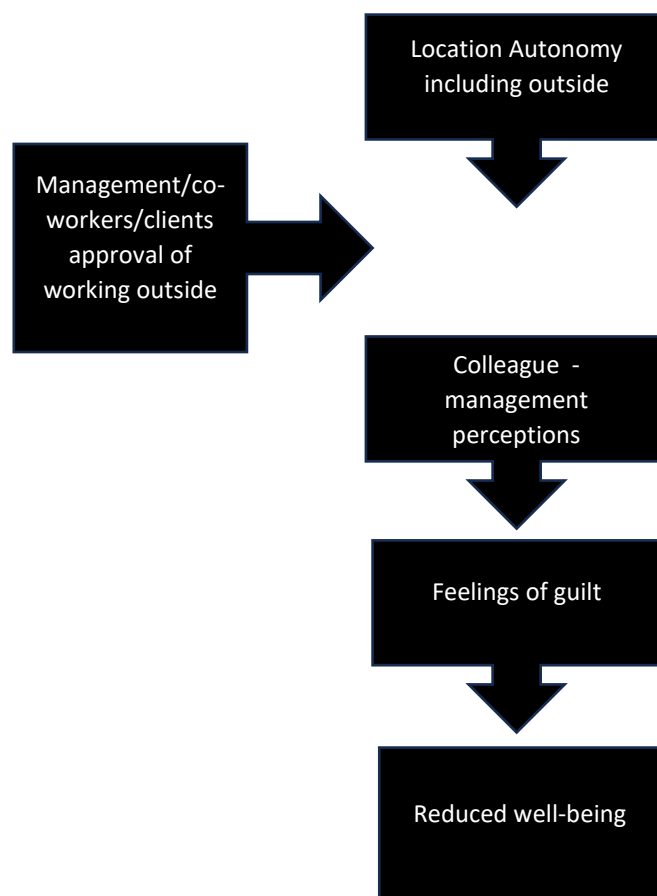 Location Autonomy
including outside
Management/co-
workers/clients
approval of
working outside
Colleague -
management
perceptions
Feelings of guilt
Reduced well-being